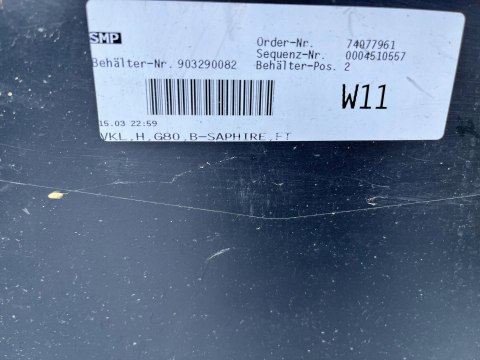 SMP
Order-Nr. 74077961
Sequenz-Nr. 0004510557
Behälter-Nr. 903290082 Behälter-Pos. 2
W11
15.03 22:59
VKL,H,G80,B-SAPHIRE,ET